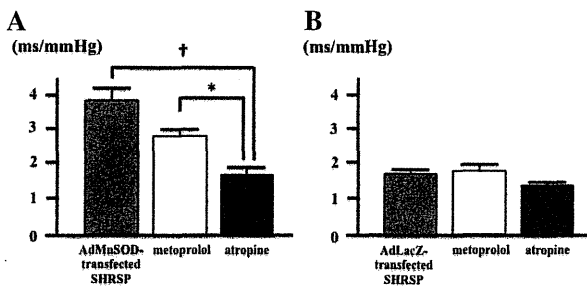 A
(ms/mmHg)
†
*
4
3
2
1
0
AdMnSOD-
transfected
SHRSP
metoprolol
atropine
B
(ms/mmHg)
4
3
2
1
0
AdLacZ-
transfected
SHRSP
metoprolol
atropine